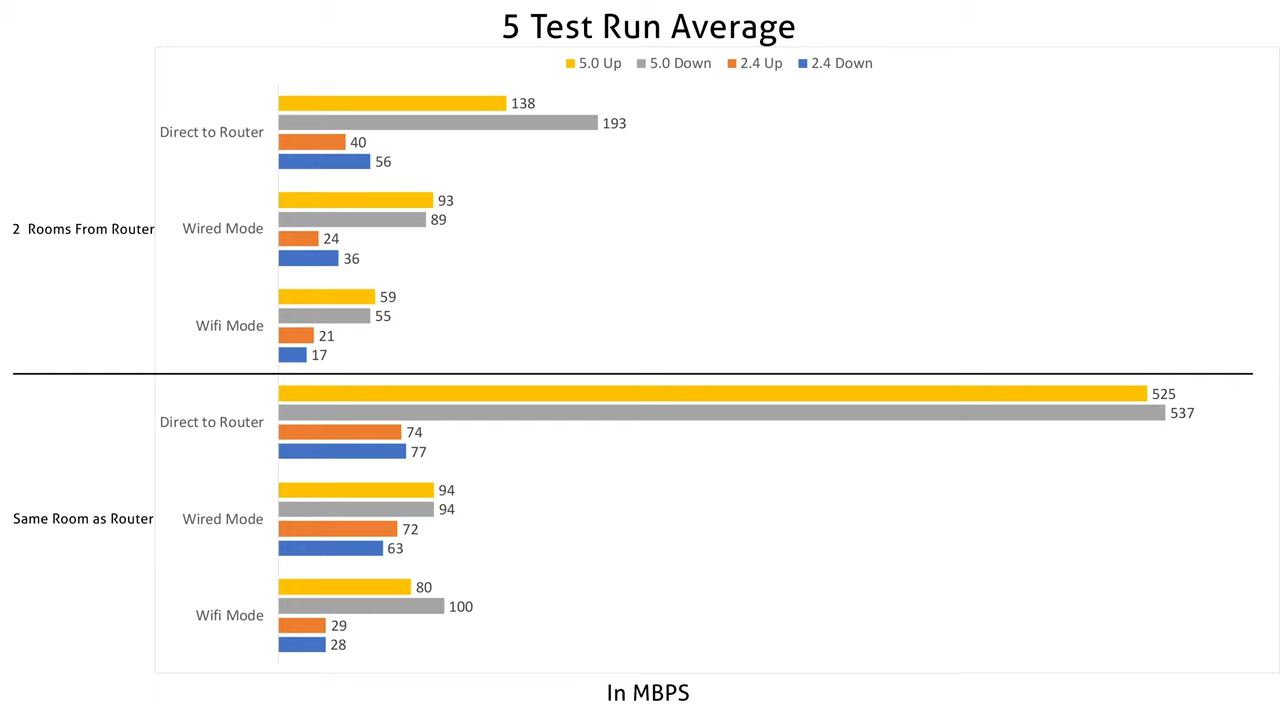 5 Test Run Average
5.0 Up 5.0 Down 2.4 Up 2.4 Down
2 Rooms From Router
Direct to Router
138
193
40
56
Wired Mode
93
89
24
36
Wifi Mode
59
55
21
17
Same Room as Router
Direct to Router
525
537
74
77
Wired Mode
94
94
72
63
Wifi Mode
80
100
29
28
In MBPS